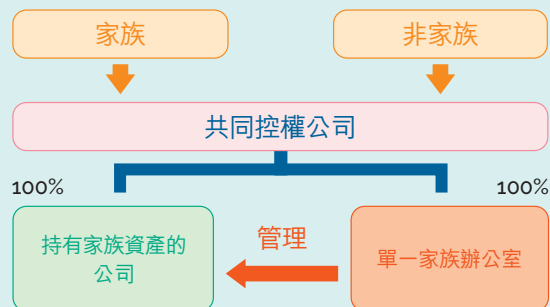 家族
非家族
共同控權公司
100%
100%
持有家族資產的
公司
管理
單一家族辦公室